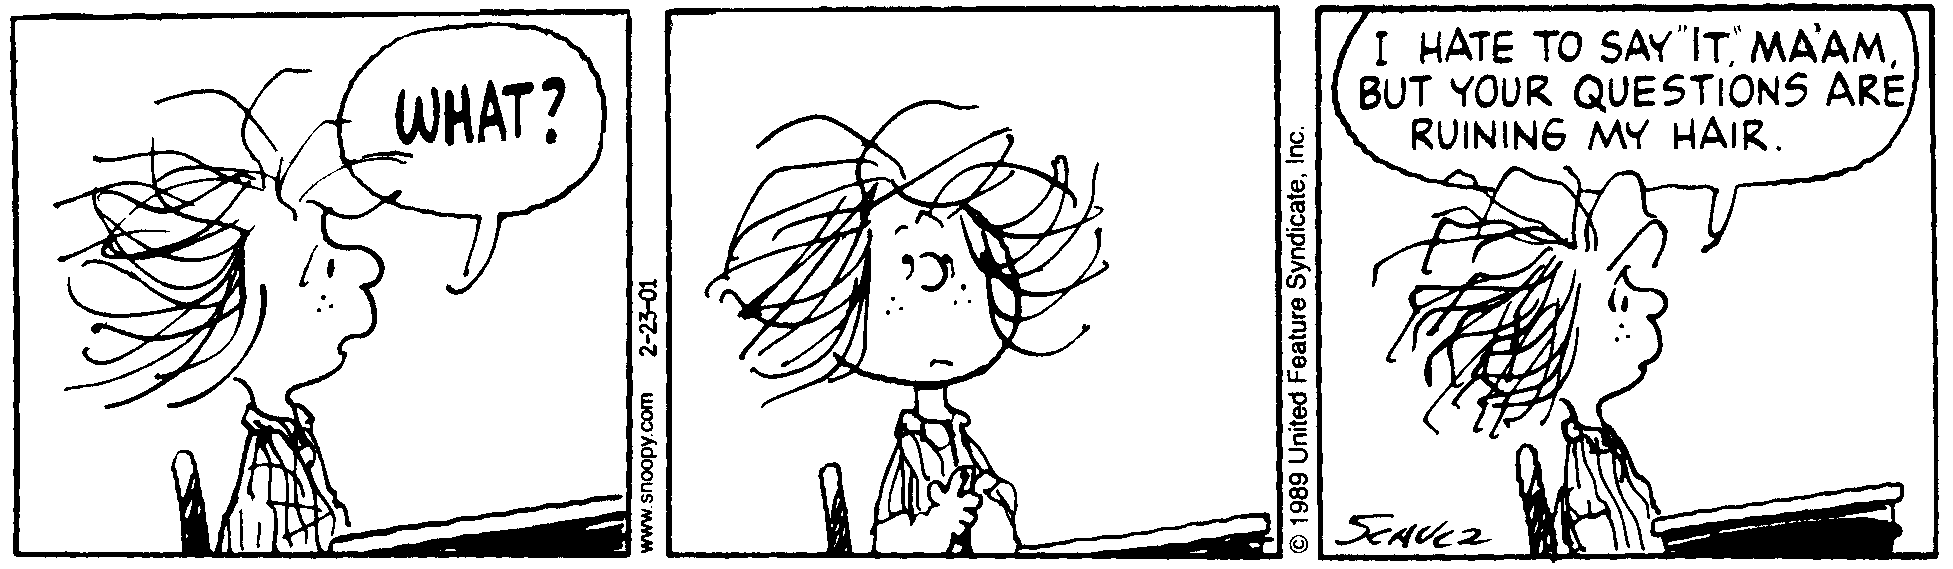 WHAT?
www.snoopy.com 2-23-01
© 1989 United Feature Syndicate, Inc.
I HATE TO SAY "IT," MA'AM,
BUT YOUR QUESTIONS ARE
RUINING MY HAIR.
SCHULZ